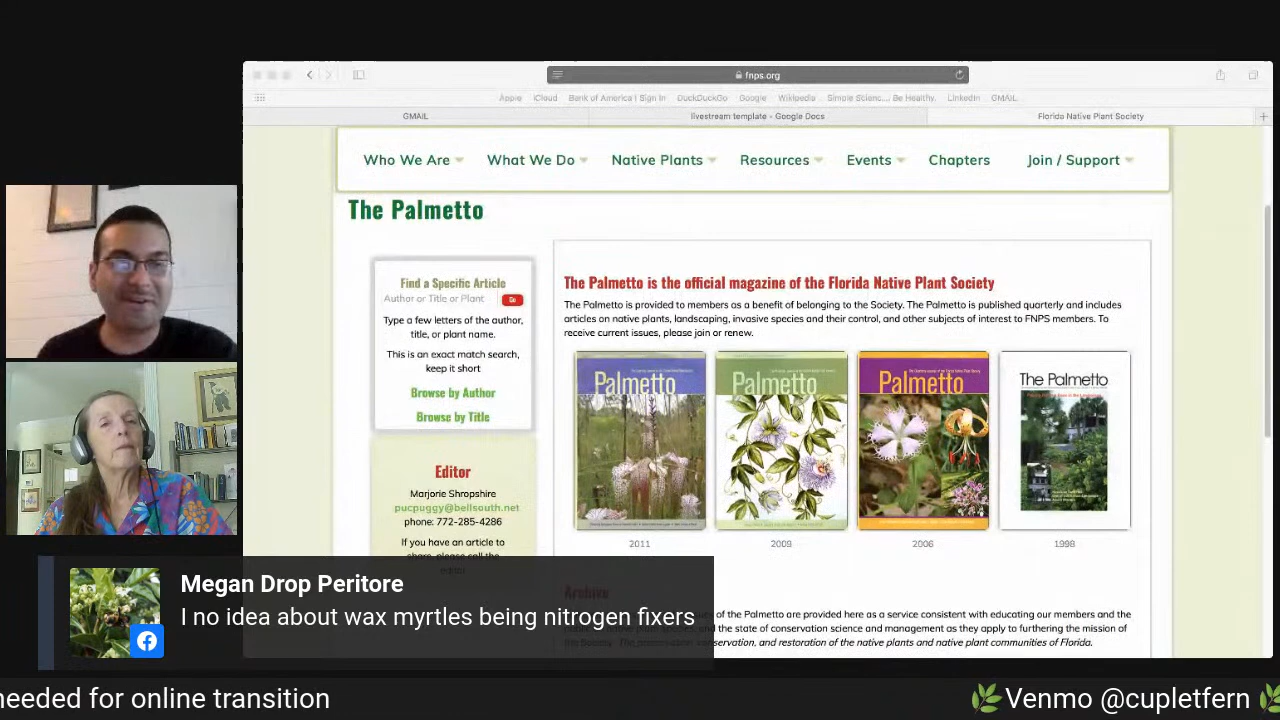 fnps.org
Apple iCloud Bank of America | Sign In DuckDuckGo Google Wikipedia Simple Scienc... Be Healthy. LinkedIn GMAIL
GMAIL livestream template - Google Docs Florida Native Plant Society
Who We Are What We Do Native Plants Resources Events Chapters Join / Support
The Palmetto
Find a Specific Article
Author or Title or Plant Go
Type a few letters of the author,
title, or plant name.
This is an exact match search,
keep it short
Browse by Author
Browse by Title
Editor
Marjorie Shropshire
pucpuggy@bellsouth.net
phone: 772-285-4286
If you have an article to
share, please call the
editor
The Palmetto is the official magazine of the Florida Native Plant Society
The Palmetto is provided to members as a benefit of belonging to the Society. The Palmetto is published quarterly and includes
articles on native plants, landscaping, invasive species and their control, and other subjects of interest to FNPS members. To
receive current issues, please join or renew.
Palmetto Palmetto Palmetto The Palmetto
2011 2009 2006 1998
Archive
of the Palmetto are provided here as a service consistent with educating our members and the
the state of conservation science and management as they apply to furthering the mission of
the Society: The preservation, conservation, and restoration of the native plants and native plant communities of Florida.
Megan Drop Peritore
I no idea about wax myrtles being nitrogen fixers
needed for online transition
Venmo @cupletfern